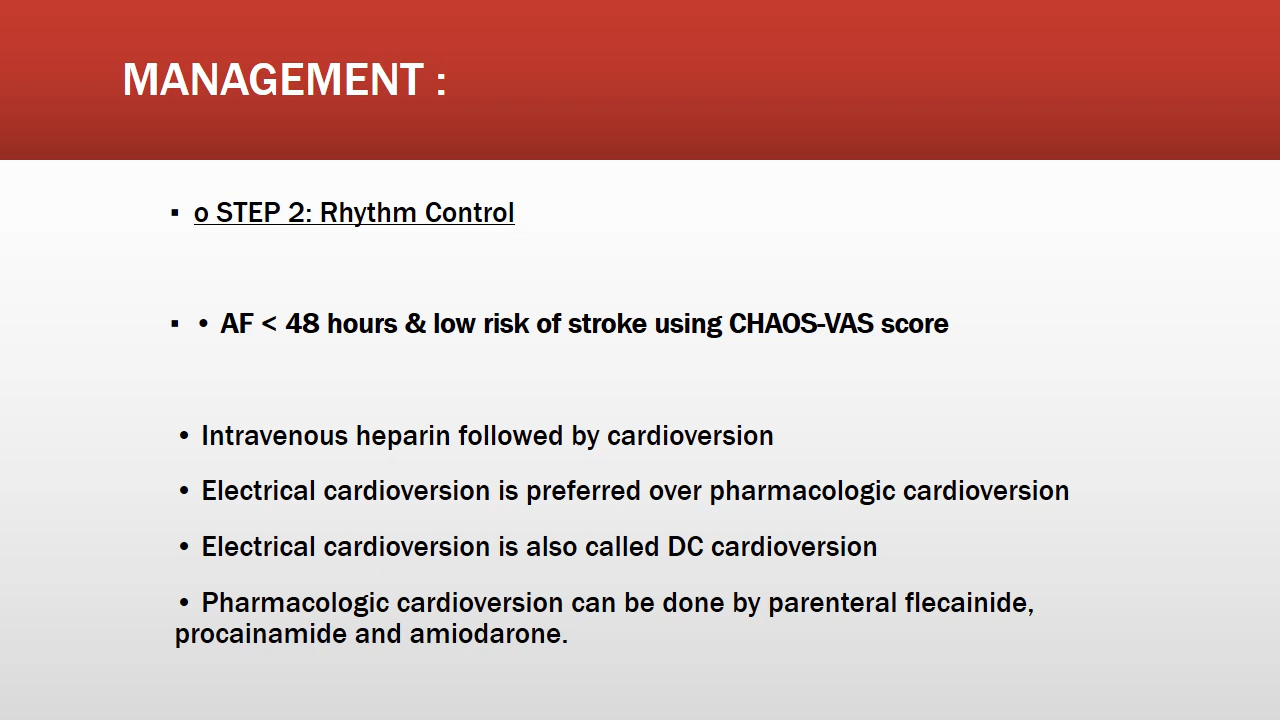 MANAGEMENT :
▪ o STEP 2: Rhythm Control
▪ • AF < 48 hours & low risk of stroke using CHAOS-VAS score
• Intravenous heparin followed by cardioversion
• Electrical cardioversion is preferred over pharmacologic cardioversion
• Electrical cardioversion is also called DC cardioversion
• Pharmacologic cardioversion can be done by parenteral flecainide,
procainamide and amiodarone.